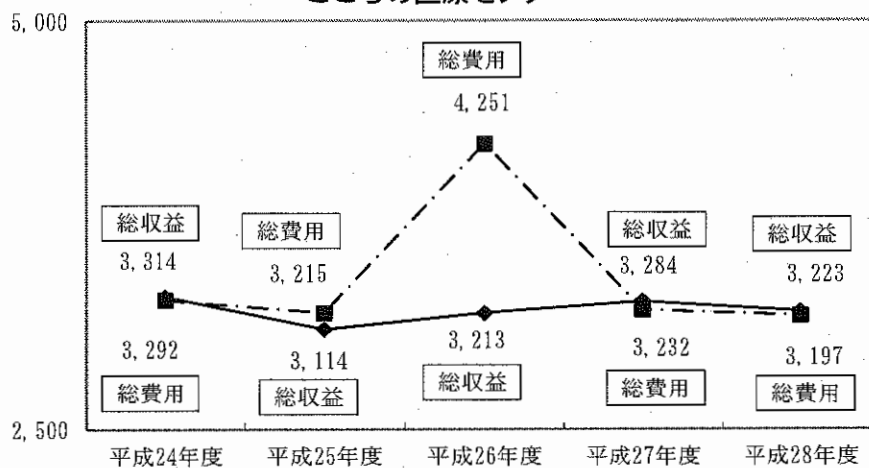 5,000
総費用
4,251
総収益
総費用
総収益
総収益
3,314
3,215
3,284
3,223
3,292
3,114
3,213
3,232
3,197
総費用
総収益
総収益
総費用
総費用
2,500
平成24年度
平成25年度
平成26年度
平成27年度
平成28年度